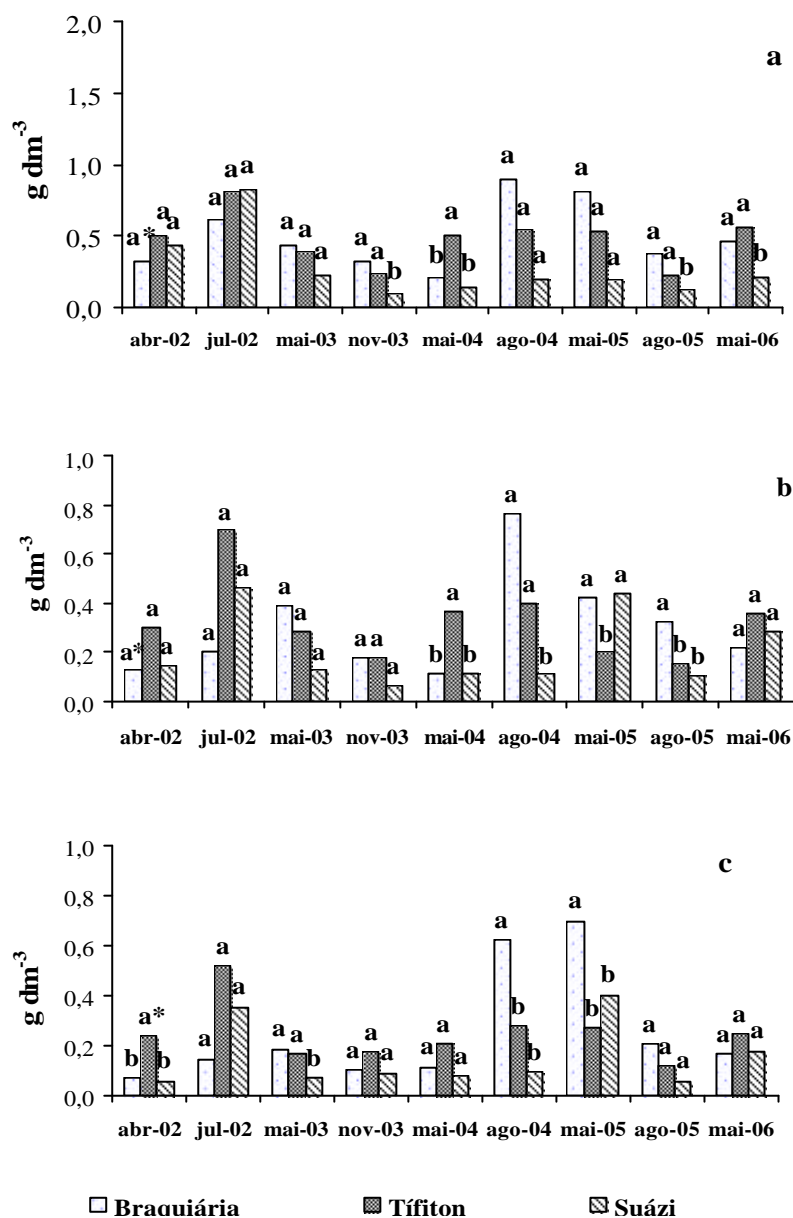 2,0
a
1,5
g dm-3
1,0
a a a a a
a a a a a a a a
a* a a a a b a b a a a b a a b
0,5
a b b a b b
0,0
abr-02 jul-02 mai-03 nov-03 mai-04 ago-04 mai-05 ago-05 mai-06
1,0
b
0,8
g dm-3
0,6
0,4
0,2
0,0
a* a a
a a a
a a a
a a a
b a b
a a b
a b a
a b b
a a a
abr-02 jul-02 mai-03 nov-03 mai-04 ago-04 mai-05 ago-05 mai-06
1,0
c
0,8
g dm-3
0,6
0,4
0,2
0,0
b a* b
a a a
a a b
a a a
a a a
a b b
a b b
a a a
a a a
abr-02 jul-02 mai-03 nov-03 mai-04 ago-04 mai-05 ago-05 mai-06
Braquiária Tífiton Suázi